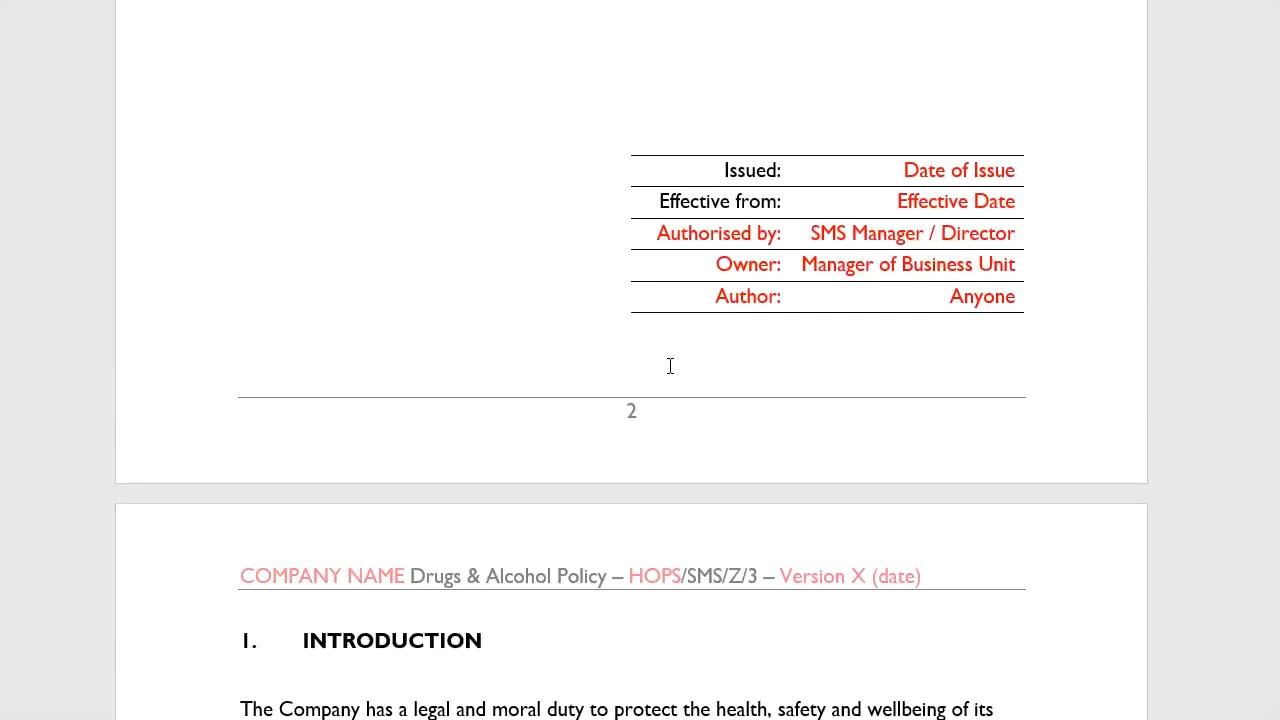 Issued: Date of Issue
Effective from: Effective Date
Authorised by: SMS Manager / Director
Owner: Manager of Business Unit
Author: Anyone
2
COMPANY NAME Drugs & Alcohol Policy – HOPS/SMS/Z/3 – Version X (date)
1. INTRODUCTION
The Company has a legal and moral duty to protect the health, safety and wellbeing of its